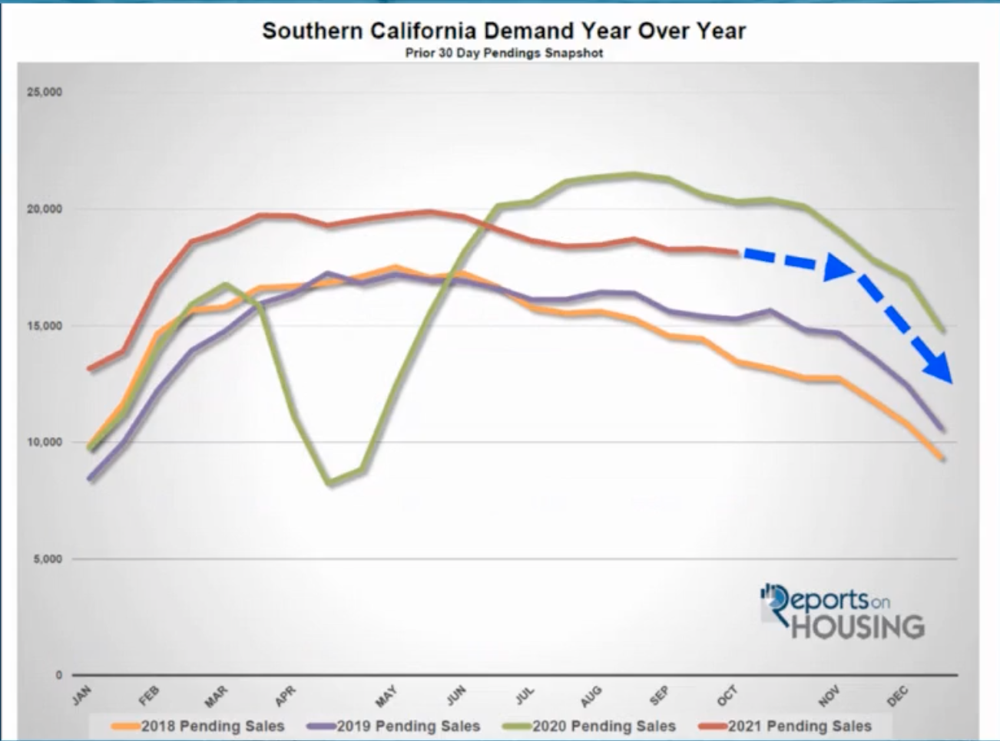 Southern California Demand Year Over Year
Prior 30 Day Pendings Snapshot
25,000
20,000
15,000
10,000
5,000
0
Reports on
HOUSING
JAN FEB MAR APR MAY JUN JUL AUG SEP OCT NOV DEC
2018 Pending Sales 2019 Pending Sales 2020 Pending Sales 2021 Pending Sales